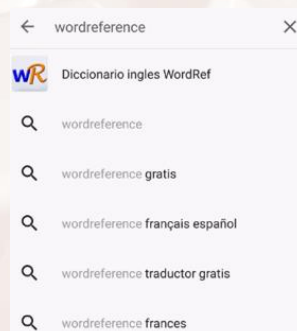 wordreference
WR
Diccionario ingles WordRef
wordreference
wordreference gratis
wordreference français español
wordreference traductor gratis
wordreference frances